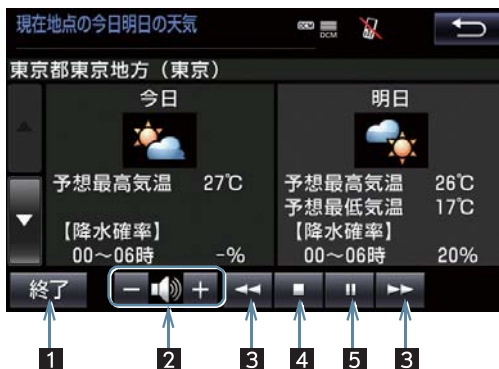 現在地点の今日明日の天気
DCM
DCM
東京都東京地方（東京）
今日
明日
予想最高気温 27℃
予想最高気温 26℃
予想最低気温 17℃
【降水確率】
00～06時 -%
【降水確率】
00～06時 20%
終了
－ ＋
1 2 3 4 5 3